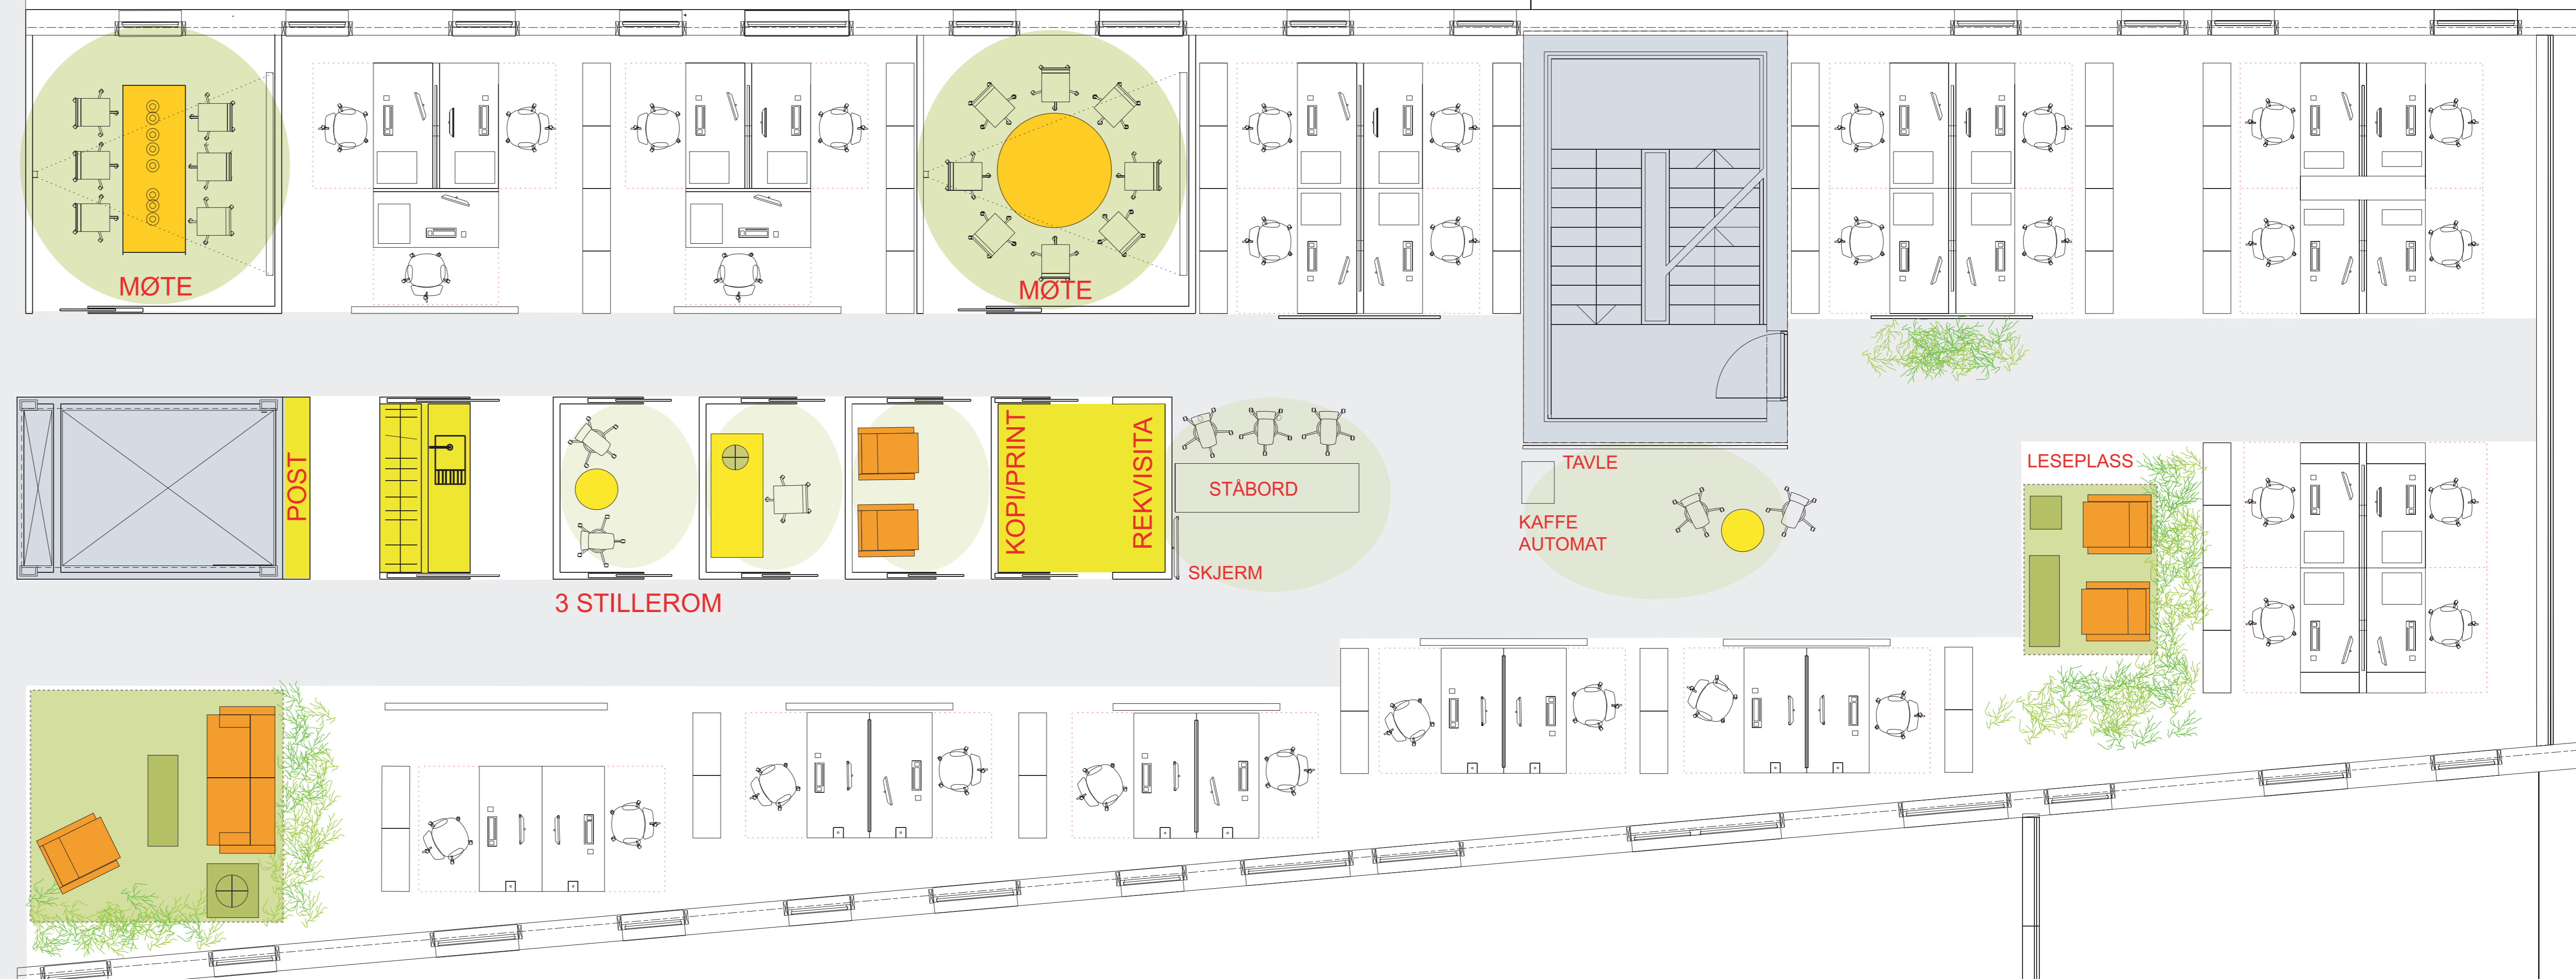 MØTE
MØTE
POST
KOPI/PRINT
REKVISITA
STÅBORD
SKJERM
3 STILLEROM
TAVLE
KAFFE
AUTOMAT
LESEPLASS